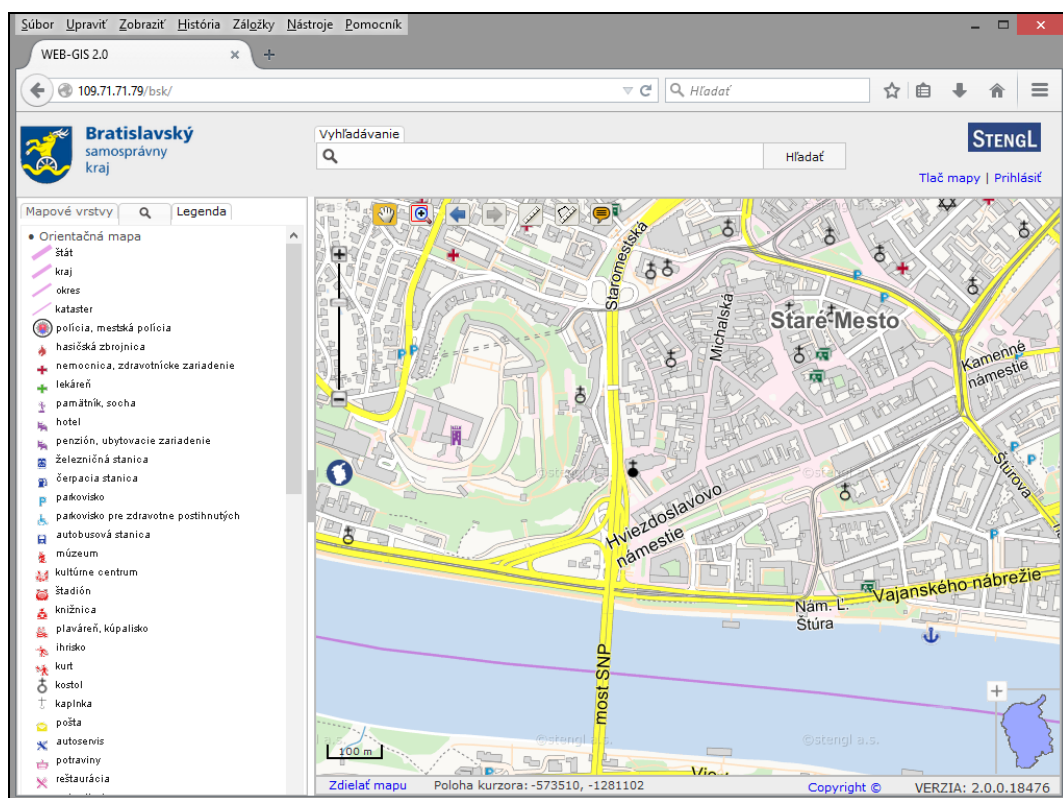 Súbor Upraviť Zobraziť História Záložky Nástroje Pomocník
WEB-GIS 2.0
109.71.71.79/bsk/
Hľadať
Bratislavský
samosprávny
kraj
Vyhľadávanie
Hľadať
STENGL
Tlač mapy | Prihlásiť
Mapové vrstvy
Legenda
Orientačná mapa
štát
kraj
okres
kataster
polícia, mestská polícia
hasičská zbrojnica
nemocnica, zdravotnícke zariadenie
lekáreň
pamätník, socha
hotel
penzión, ubytovacie zariadenie
železničná stanica
čerpacia stanica
parkovisko
parkovisko pre zdravotne postihnutých
autobusová stanica
múzeum
kultúrne centrum
štadión
knižnica
plaváreň, kúpalisko
ihrisko
kurt
kostol
kaplnka
pošta
autoservis
potraviny
reštaurácia
Staromestská
Michalská
Staré Mesto
Kamenné
námestie
Štúrova
Hviezdoslavovo
námestie
Vajanského nábrežie
Nám. Ľ.
Štúra
most SNP
©stengl a.s.
©stengl a.s.
©stengl a.s.
100 m
Zdielať mapu
Poloha kurzora: -573510, -1281102
Copyright ©
VERZIA: 2.0.0.18476